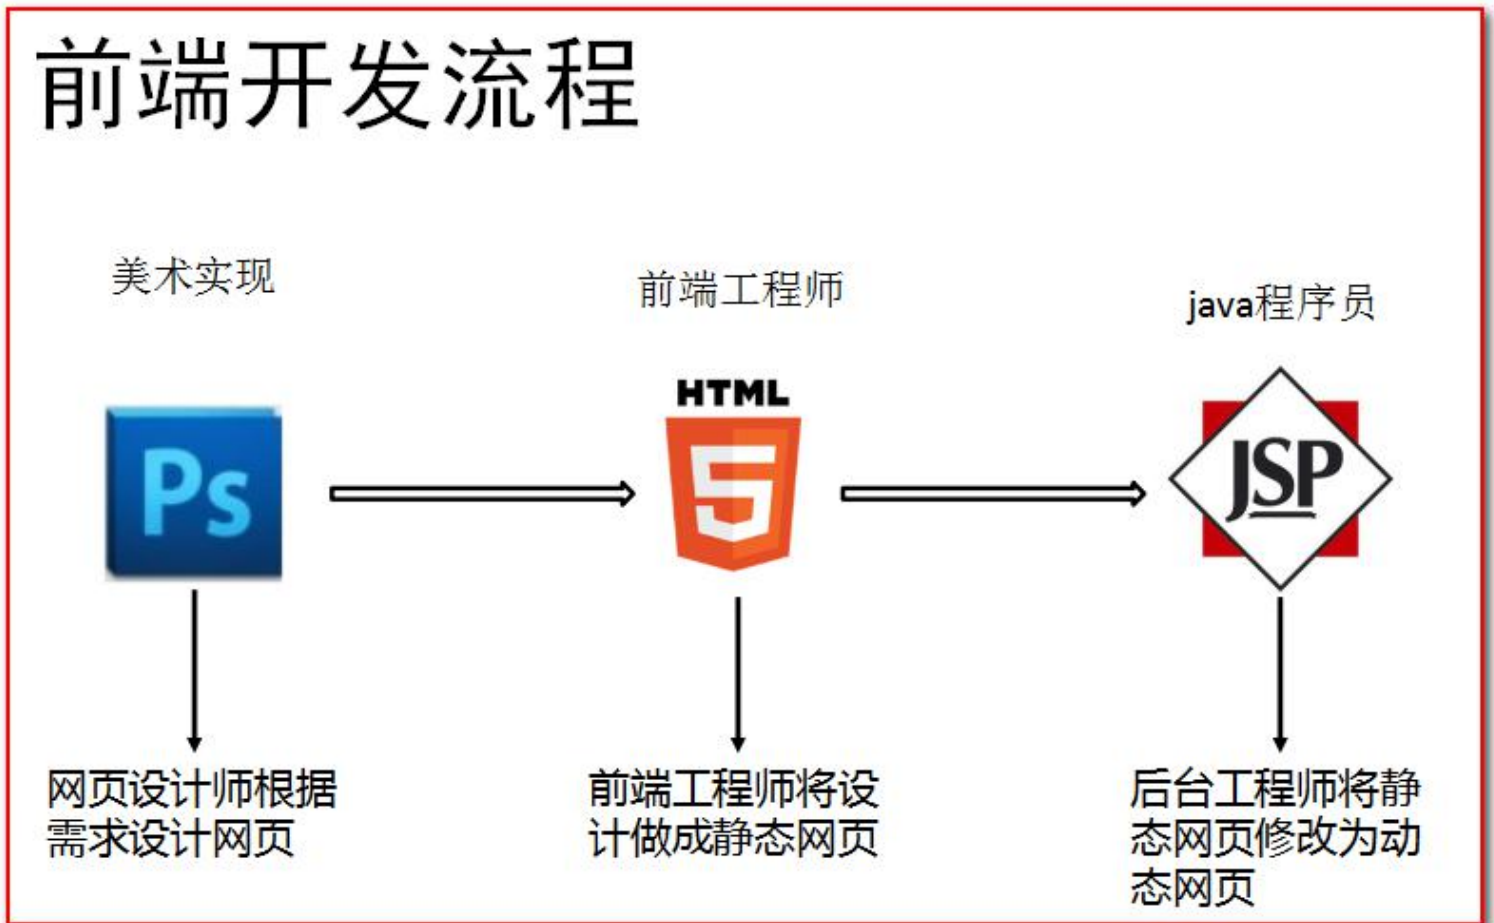 前端开发流程
美术实现
前端工程师
java程序员
HTML
Ps
5
JSP
网页设计师根据
需求设计网页
前端工程师将设
计做成静态网页
后台工程师将静
态网页修改为动
态网页